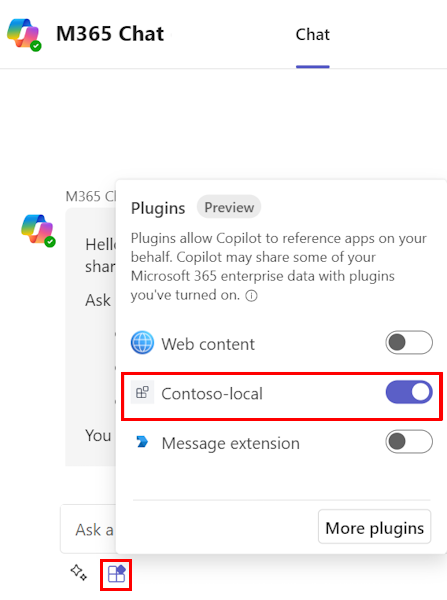 M365 Chat
Chat
M365 C
Plugins Preview
Plugins allow Copilot to reference apps on your
behalf. Copilot may share some of your
Microsoft 365 enterprise data with plugins
you've turned on.
Hell
shar
Ask
Web content
Contoso-local
Message extension
You
More plugins
Ask a